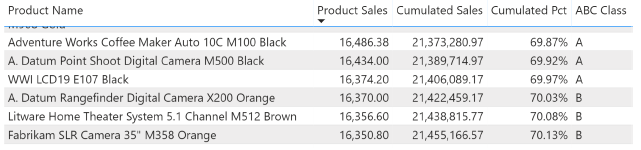 Product Name Product Sales Cumulated Sales Cumulated Pct ABC Class
Adventure Works Coffee Maker Auto 10C M100 Black 16,486.38 21,373,280.97 69.87% A
A. Datum Point Shoot Digital Camera M500 Black 16,434.00 21,389,714.97 69.92% A
WWI LCD19 E107 Black 16,374.20 21,406,089.17 69.97% A
A. Datum Rangefinder Digital Camera X200 Orange 16,370.00 21,422,459.17 70.03% B
Litware Home Theater System 5.1 Channel M512 Brown 16,356.60 21,438,815.77 70.08% B
Fabrikam SLR Camera 35" M358 Orange 16,350.80 21,455,166.57 70.13% B